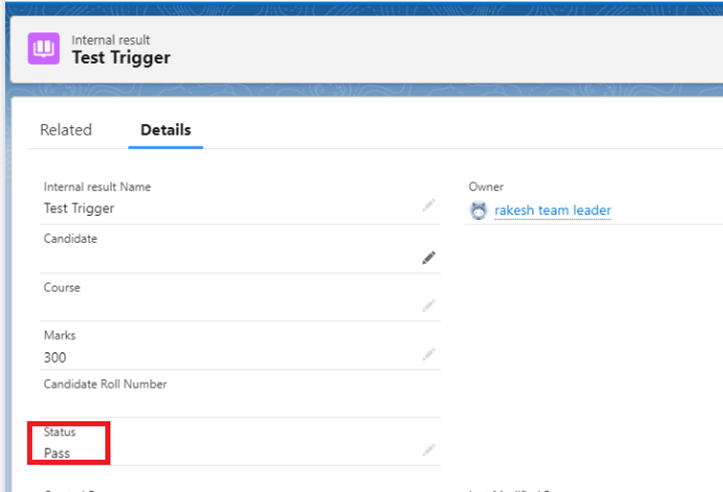 Internal result
Test Trigger
Related
Details
Internal result Name
Test Trigger
Owner
rakesh team leader
Candidate
Course
Marks
300
Candidate Roll Number
Status
Pass